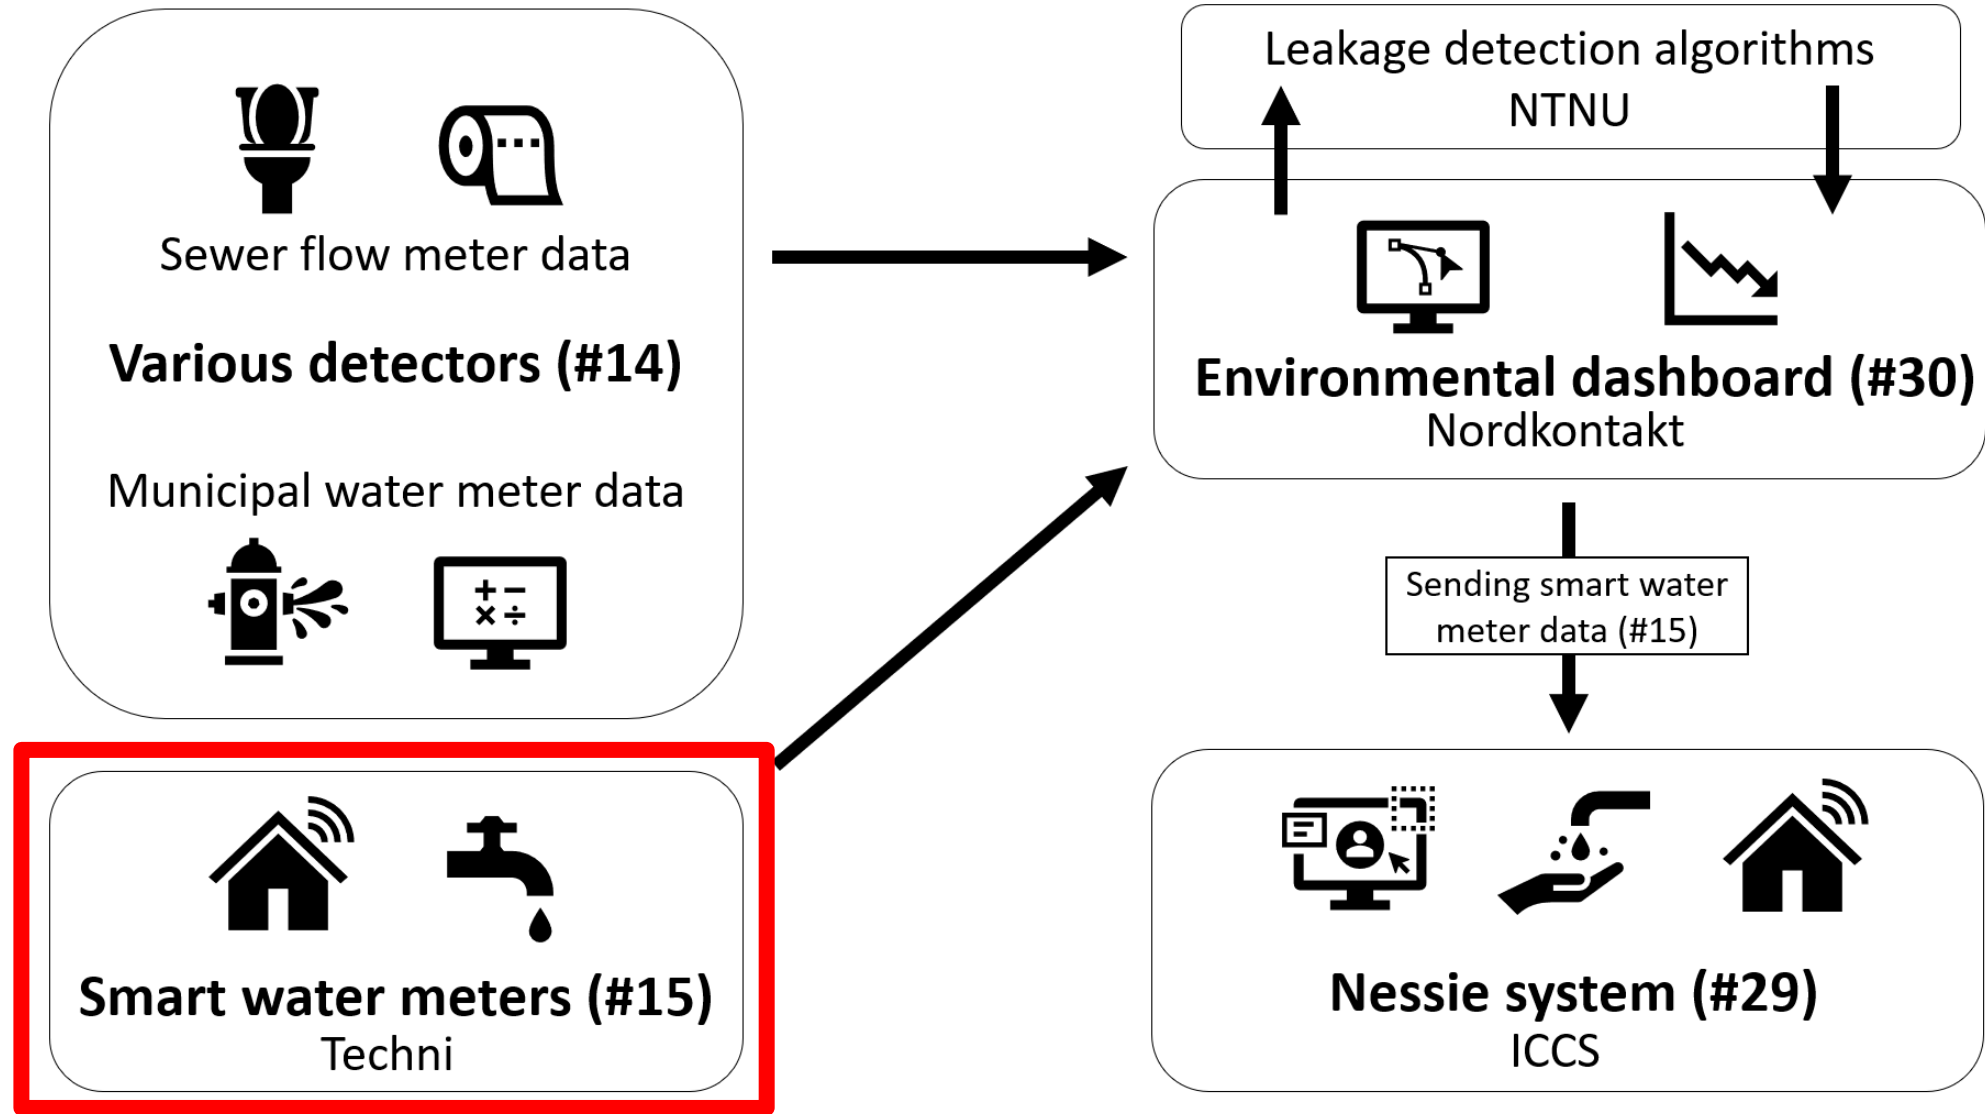 Sewer flow meter data
Various detectors (#14)
Municipal water meter data
Smart water meters (#15)
Techni
Leakage detection algorithms
NTNU
Environmental dashboard (#30)
Nordkontakt
Sending smart water
meter data (#15)
Nessie system (#29)
ICCS